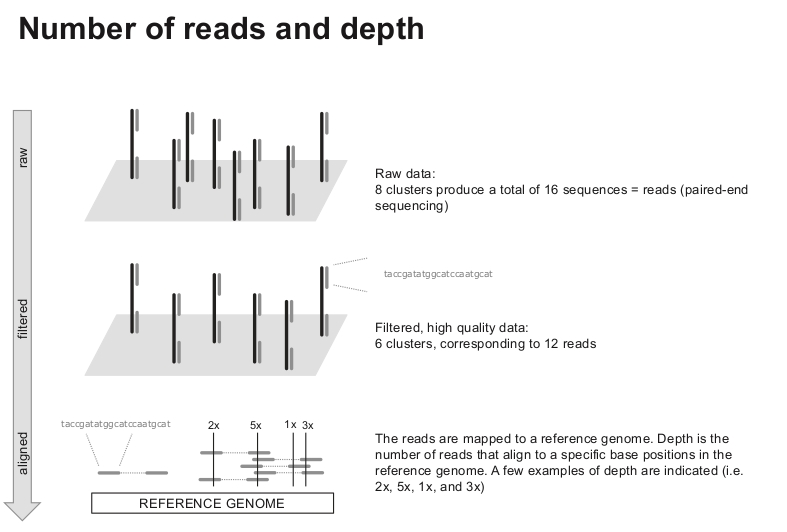 Number of reads and depth
raw
Raw data:
8 clusters produce a total of 16 sequences = reads (paired-end
sequencing)
taccgatatggcatccaatgcat
filtered
Filtered, high quality data:
6 clusters, corresponding to 12 reads
taccgatatggcatccaatgcat
2x 5x 1x 3x
aligned
The reads are mapped to a reference genome. Depth is the
number of reads that align to a specific base positions in the
reference genome. A few examples of depth are indicated (i.e.
2x, 5x, 1x, and 3x)
REFERENCE GENOME